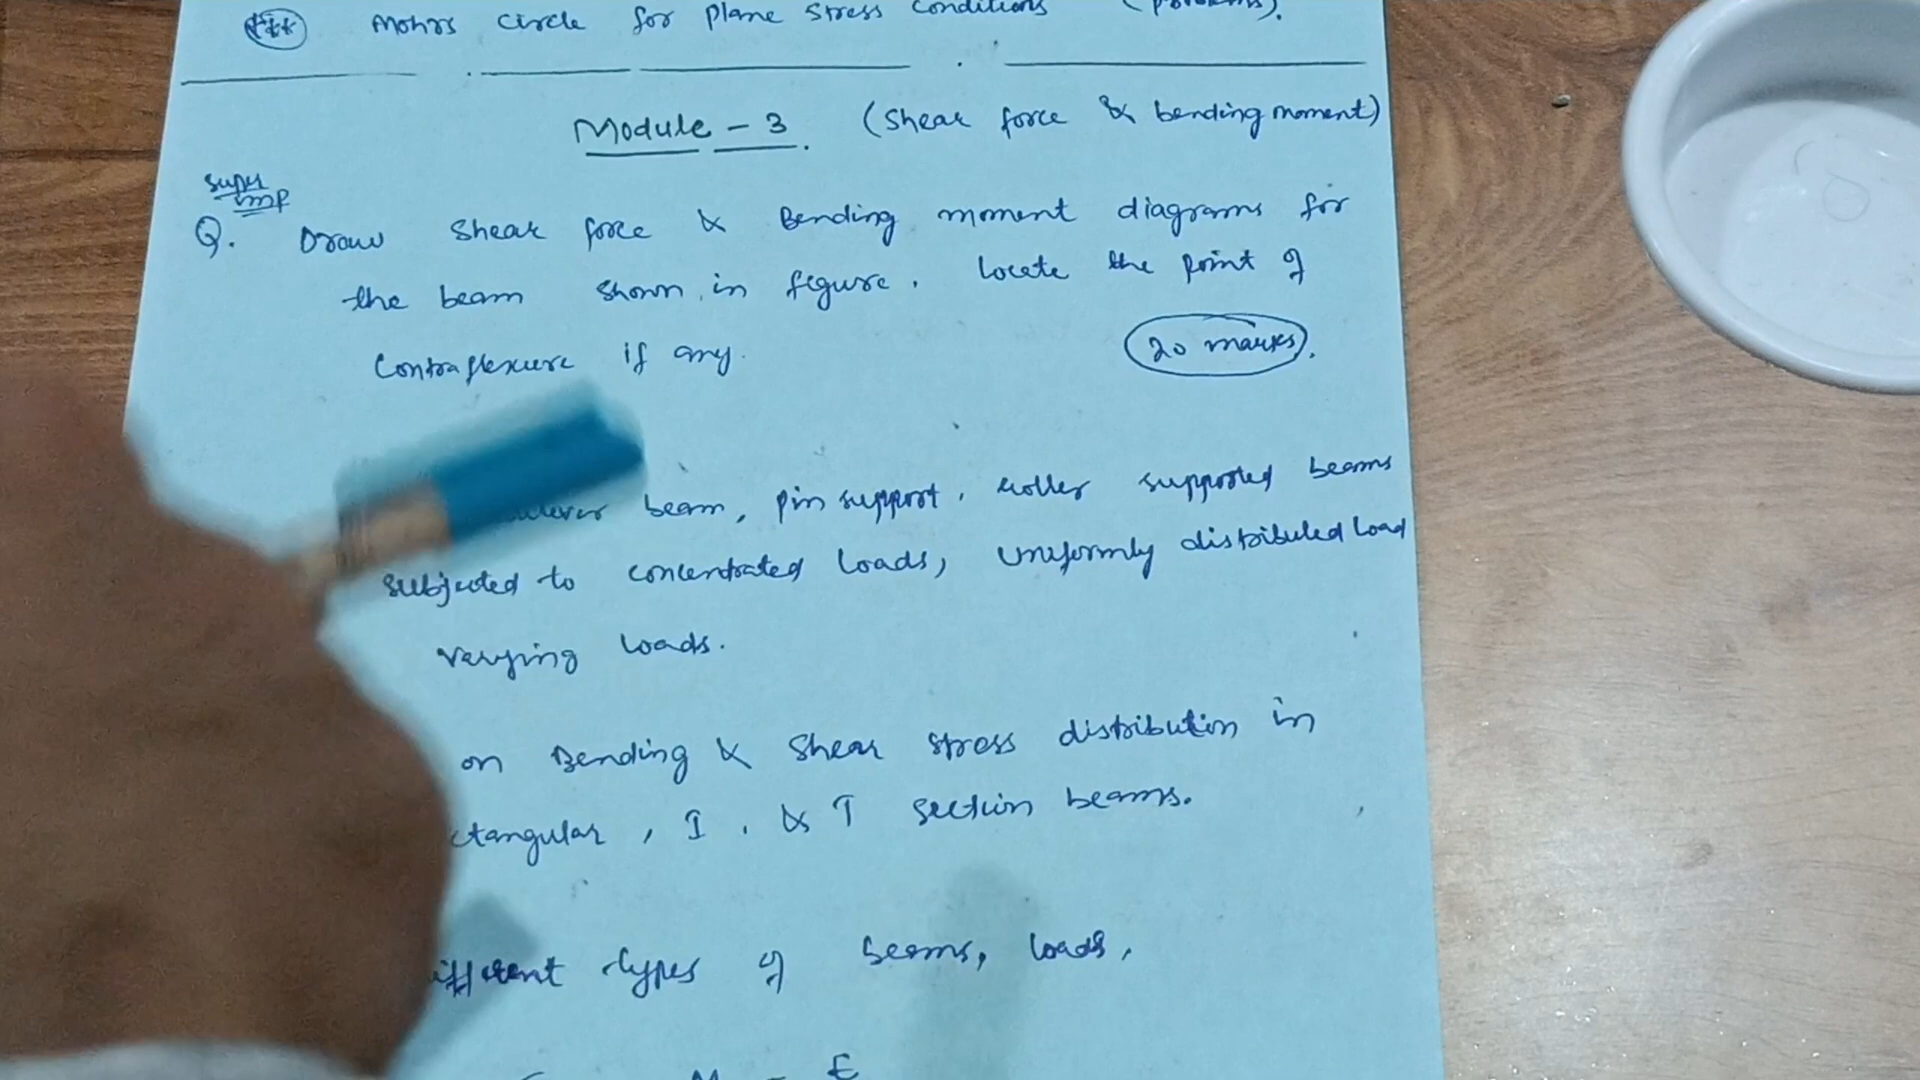 *** Mohrs circle for plane stress conditions
Module - 3. (Shear force & bending moment)
Super
Imp
Q. Draw shear force & Bending moment diagrams for
the beam shown in figure. Locate the point of
Contraflexure if any. 20 marks.
beam, pin support, roller supported beams
subjected to concentrated loads, Uniformly distributed load
varying loads.
on Bending & shear stress distribution in
ctangular, I, & T section beams.
ifferent types of beams, loads,
M = E